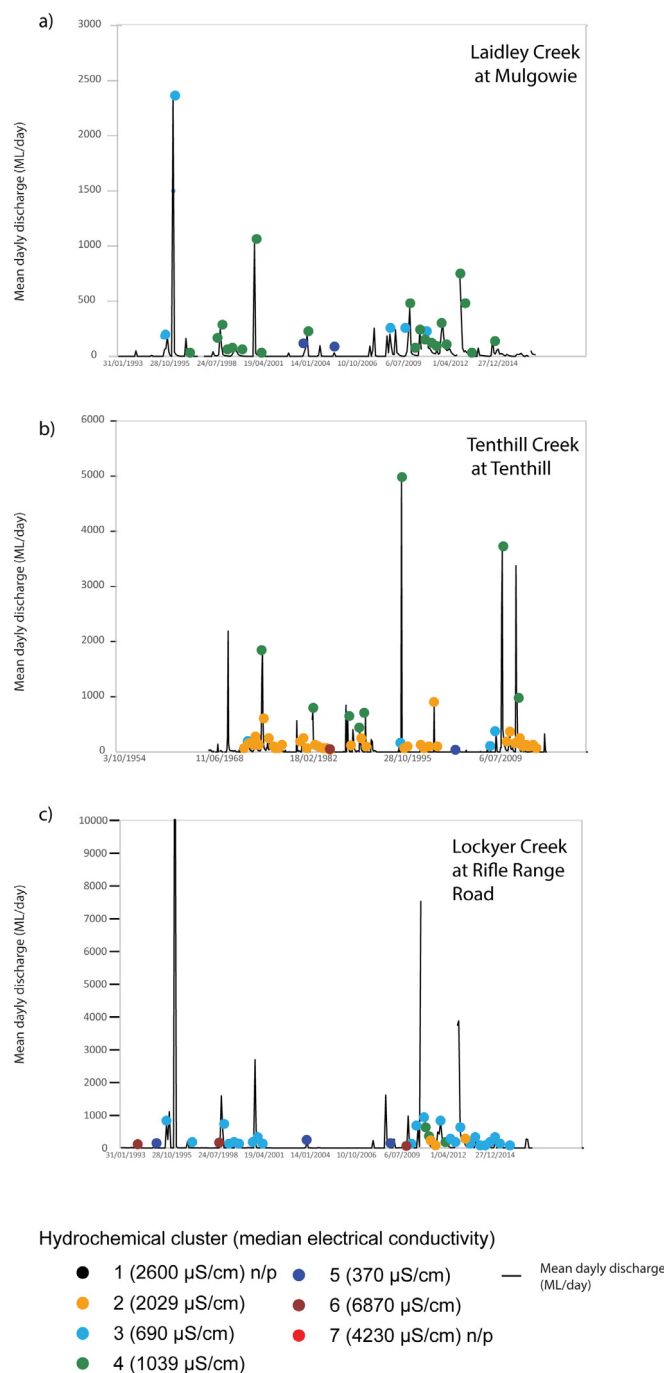 a)
Laidley Creek
at Mulgowie
Mean dayly discharge (ML/day)
3000
2500
2000
1500
1000
500
0
31/01/1993 28/10/1995 24/07/1998 19/04/2001 14/01/2004 10/10/2006 6/07/2009 1/04/2012 27/12/2014
b)
Tenthill Creek
at Tenthill
Mean dayly discharge (ML/day)
6000
5000
4000
3000
2000
1000
0
3/10/1954 11/06/1968 18/02/1982 28/10/1995 6/07/2009
c)
Lockyer Creek
at Rifle Range
Road
Mean dayly discharge (ML/day)
10000
9000
8000
7000
6000
5000
4000
3000
2000
1000
0
31/01/1993 28/10/1995 24/07/1998 19/04/2001 14/01/2004 10/10/2006 6/07/2009 1/04/2012 27/12/2014
Hydrochemical cluster (median electrical conductivity)
1 (2600 µS/cm) n/p
2 (2029 µS/cm)
3 (690 µS/cm)
4 (1039 µS/cm)
5 (370 µS/cm)
6 (6870 µS/cm)
7 (4230 µS/cm) n/p
Mean dayly discharge
(ML/day)